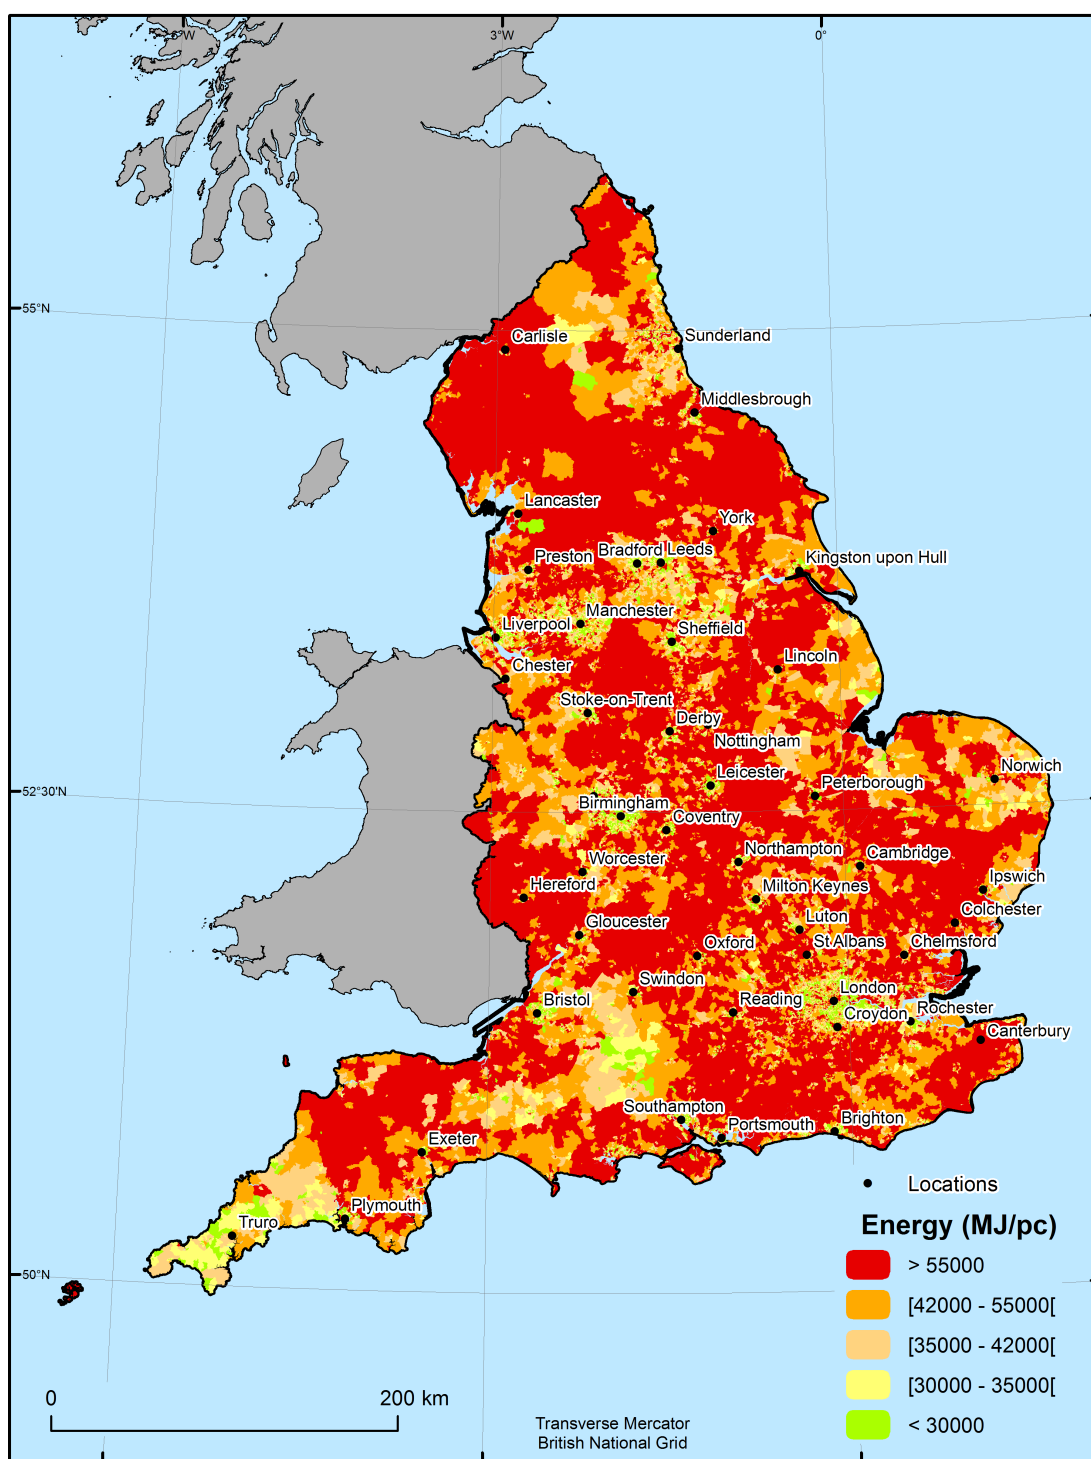 3°W
0°
55°N
Carlisle
Sunderland
Middlesbrough
Lancaster
York
Bradford
Leeds
Preston
Kingston upon Hull
Manchester
Liverpool
Sheffield
Chester
Lincoln
Stoke-on-Trent
Derby
Nottingham
Norwich
Leicester
Peterborough
52°30'N
Birmingham
Coventry
Northampton
Cambridge
Worcester
Ipswich
Hereford
Milton Keynes
Colchester
Gloucester
Luton
Oxford
St Albans
Chelmsford
Swindon
London
Bristol
Reading
Rochester
Croydon
Canterbury
Southampton
Portsmouth
Brighton
Exeter
Plymouth
Truro
50°N
Locations
Energy (MJ/pc)
> 55000
[42000 - 55000[
[35000 - 42000[
[30000 - 35000[
< 30000
0
200 km
Transverse Mercator
British National Grid